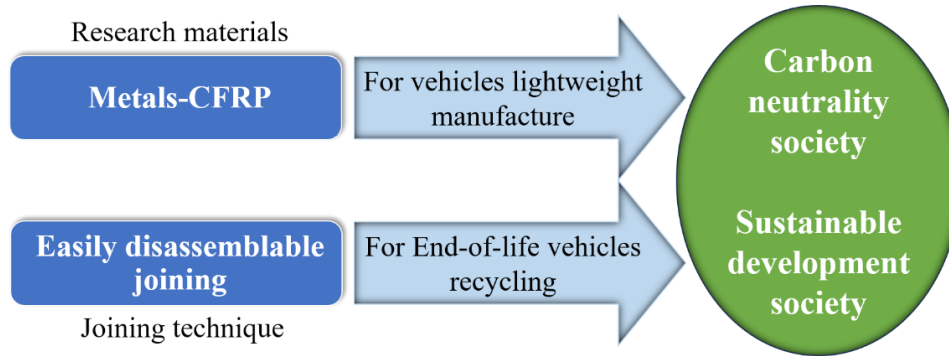 Research materials
Metals-CFRP
For vehicles lightweight
manufacture
Carbon
neutrality
society
Easily disassemblable
joining
Joining technique
For End-of-life vehicles
recycling
Sustainable
development
society